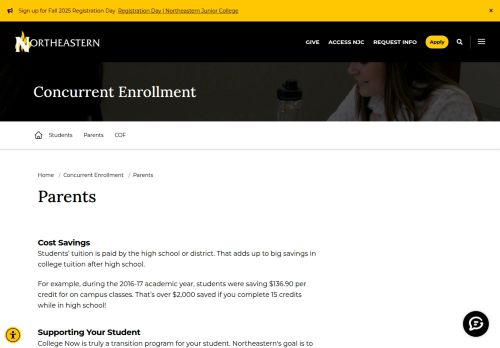 Sign up for Fall 2025 Registration Day Registration Day | Northeastern Junior College ×
NORTHEASTERN GIVE ACCESS NJC REQUEST INFO Apply
Concurrent Enrollment
Students Parents COF
Home / Concurrent Enrollment / Parents
Parents
Cost Savings
Students' tuition is paid by the high school or district. That adds up to big savings in
college tuition after high school.
For example, during the 2016-17 academic year, students were saving $136.90 per
credit for on campus classes. That's over $2,000 saved if you complete 15 credits
while in high school!
Supporting Your Student
College Now is truly a transition program for your student. Northeastern's goal is to